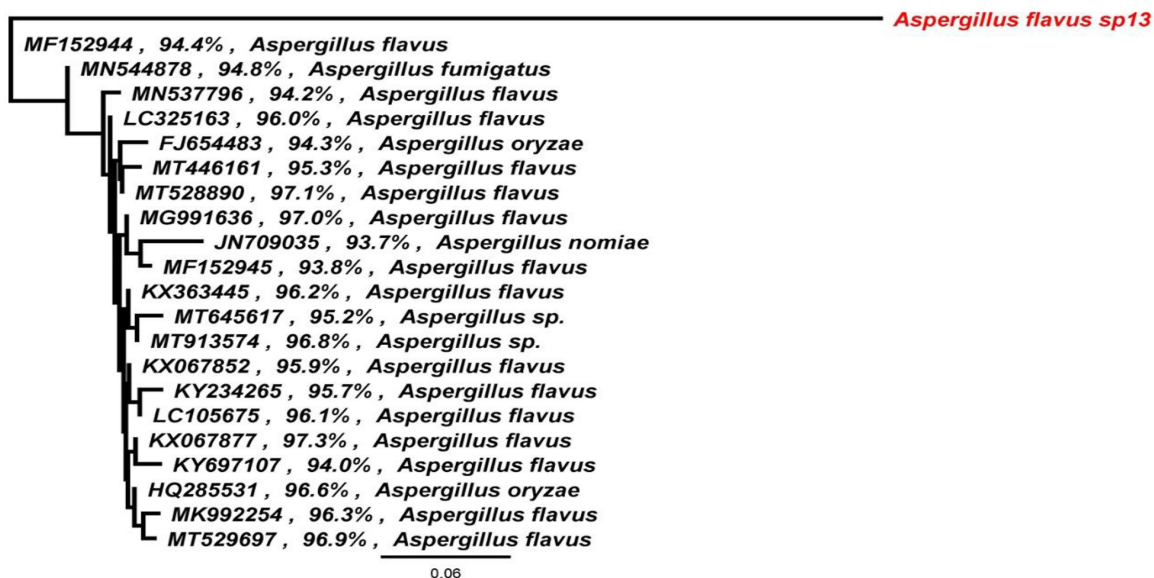 Aspergillus flavus sp13
MF152944 , 94.4% , Aspergillus flavus
MN544878 , 94.8% , Aspergillus fumigatus
MN537796 , 94.2% , Aspergillus flavus
LC325163 , 96.0% , Aspergillus flavus
FJ654483 , 94.3% , Aspergillus oryzae
MT446161 , 95.3% , Aspergillus flavus
MT528890 , 97.1% , Aspergillus flavus
MG991636 , 97.0% , Aspergillus flavus
JN709035 , 93.7% , Aspergillus nomiae
MF152945 , 93.8% , Aspergillus flavus
KX363445 , 96.2% , Aspergillus flavus
MT645617 , 95.2% , Aspergillus sp.
MT913574 , 96.8% , Aspergillus sp.
KX067852 , 95.9% , Aspergillus flavus
KY234265 , 95.7% , Aspergillus flavus
LC105675 , 96.1% , Aspergillus flavus
KX067877 , 97.3% , Aspergillus flavus
KY697107 , 94.0% , Aspergillus flavus
HQ285531 , 96.6% , Aspergillus oryzae
MK992254 , 96.3% , Aspergillus flavus
MT529697 , 96.9% , Aspergillus flavus
0.06